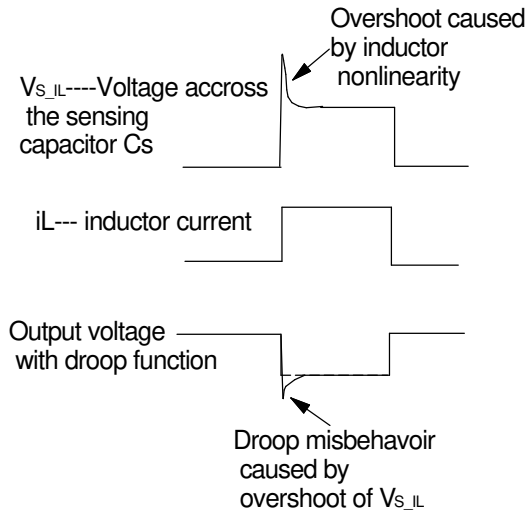 Overshoot caused
by inductor
nonlinearity
VS_IL----Voltage accross
the sensing
capacitor Cs
iL--- inductor current
Output voltage
with droop function
Droop misbehavoir
caused by
overshoot of VS_IL